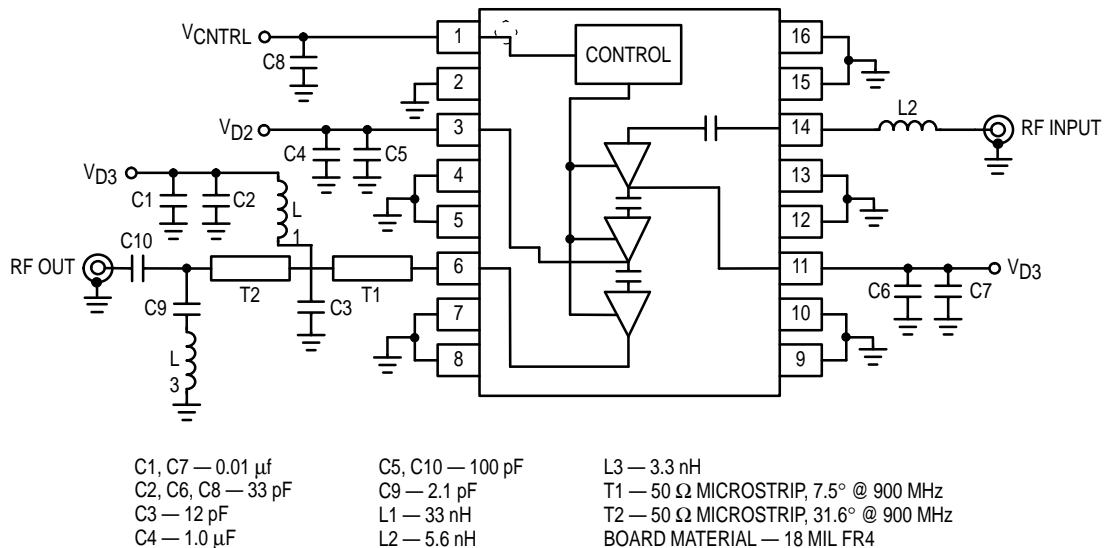 VCNTRL
C8
1
2
3
4
5
6
7
8
CONTROL
16
15
14
13
12
11
10
9
L2
RF INPUT
VD2
C4
C5
VD3
C1
C2
L
1
C10
RF OUT
T2
T1
C9
C3
L
3
C6
C7
VD3
C1, C7 — 0.01 µf
C2, C6, C8 — 33 pF
C3 — 12 pF
C4 — 1.0 µF
C5, C10 — 100 pF
C9 — 2.1 pF
L1 — 33 nH
L2 — 5.6 nH
L3 — 3.3 nH
T1 — 50 Ω MICROSTRIP, 7.5° @ 900 MHz
T2 — 50 Ω MICROSTRIP, 31.6° @ 900 MHz
BOARD MATERIAL — 18 MIL FR4